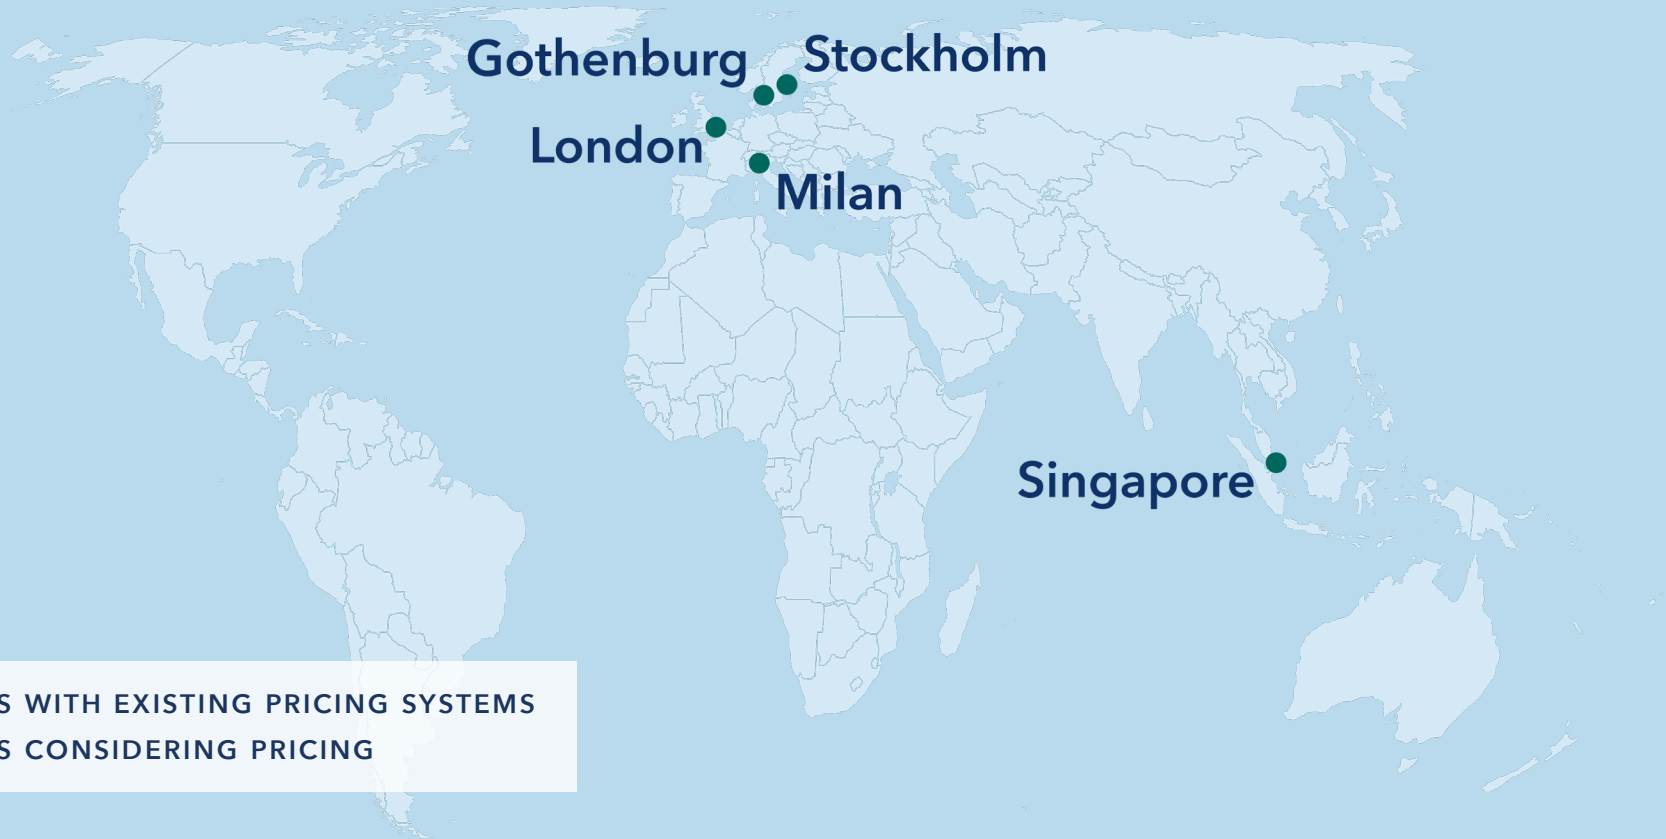 Gothenburg
Stockholm
London
Milan
Singapore
S WITH EXISTING PRICING SYSTEMS
S CONSIDERING PRICING